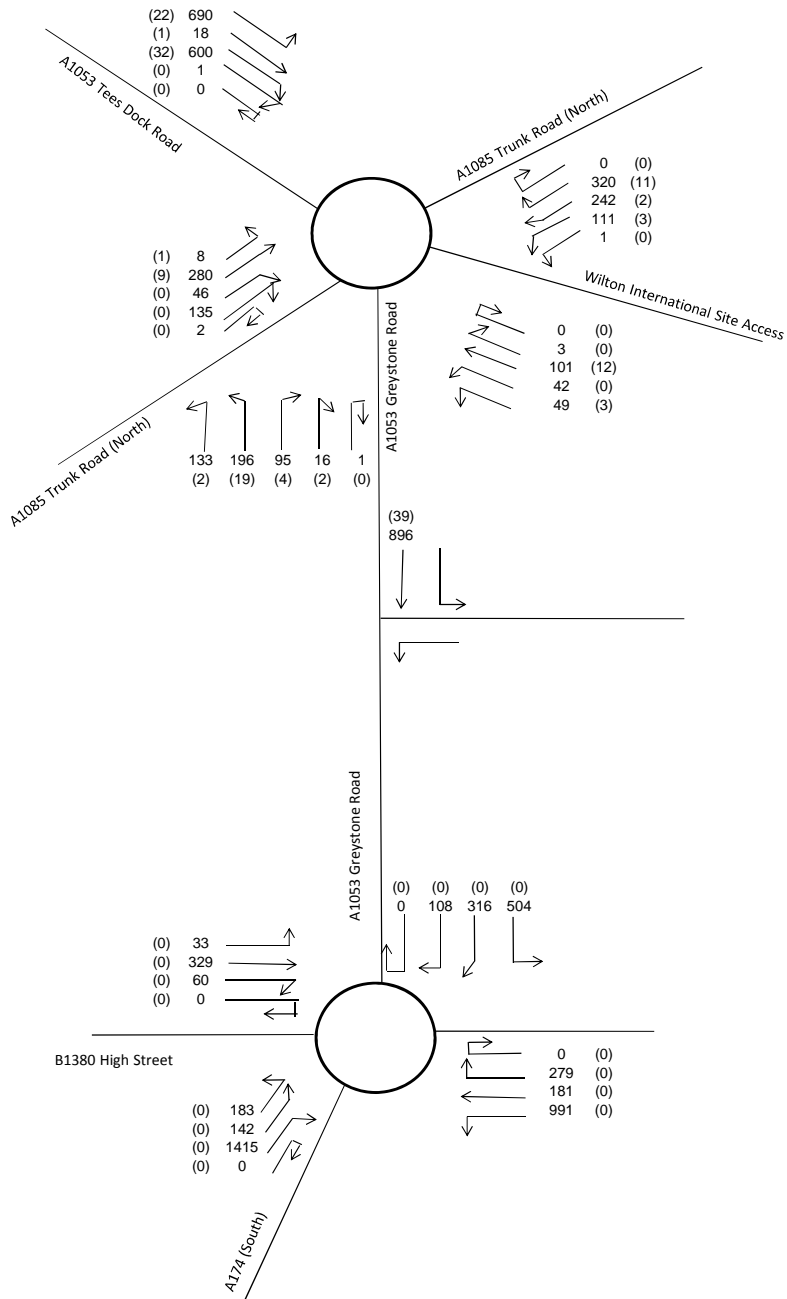 (22) 690
(1) 18
(32) 600
(0) 1
(0) 0
A1053 Tees Dock Road
A1085 Trunk Road (North)
0 (0)
320 (11)
242 (2)
111 (3)
1 (0)
(1) 8
(9) 280
(0) 46
(0) 135
(0) 2
Wilton International Site Access
0 (0)
3 (0)
101 (12)
42 (0)
49 (3)
A1053 Greystone Road
A1085 Trunk Road (North)
133 196 95 16 1
(2) (19) (4) (2) (0)
(39)
896
A1053 Greystone Road
(0) (0) (0) (0)
0 108 316 504
(0) 33
(0) 329
(0) 60
(0) 0
B1380 High Street
0 (0)
279 (0)
181 (0)
991 (0)
(0) 183
(0) 142
(0) 1415
(0) 0
A174 (South)